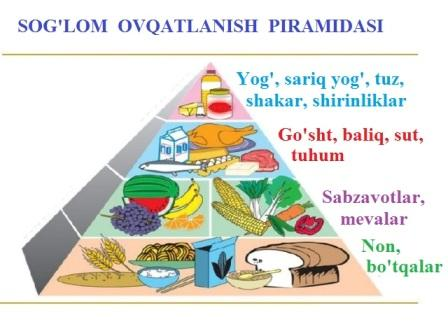 SOG'LOM OVQATLANISH PIRAMIDASI
Yog', sariq yog', tuz,
shakar, shirinliklar
Go'sht, baliq, sut,
tuhum
Sabzavotlar,
mevalar
Non,
bo'tqalar